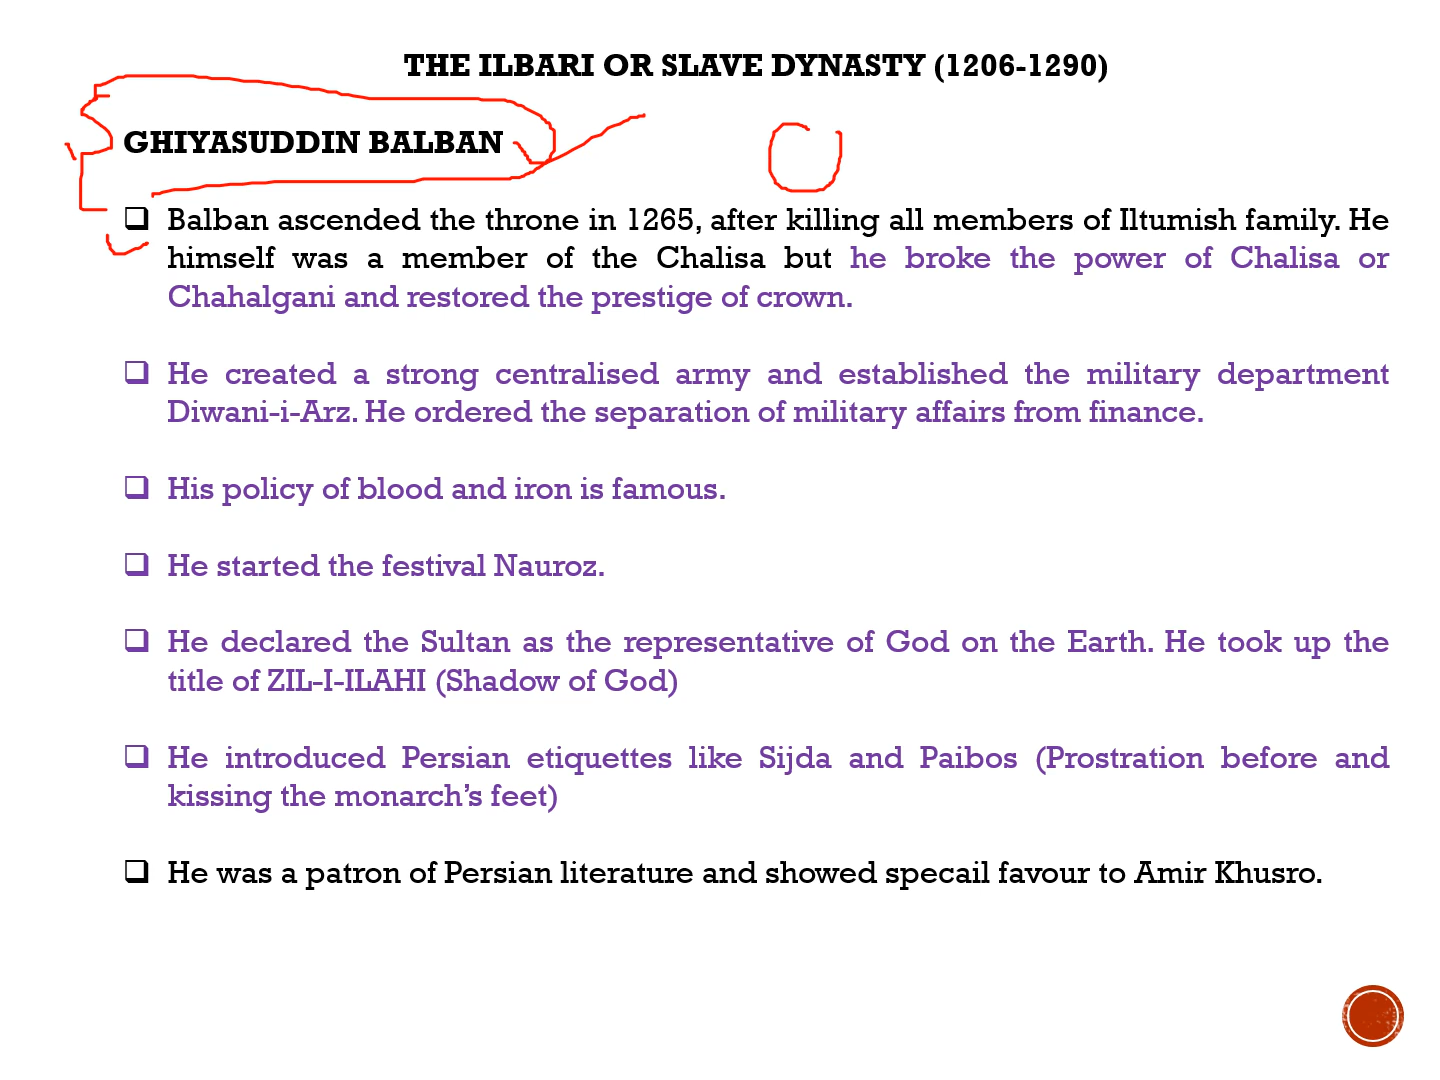 THE ILBARI OR SLAVE DYNASTY (1206-1290)
GHIYASUDDIN BALBAN
❑ Balban ascended the throne in 1265, after killing all members of Iltumish family. He
himself was a member of the Chalisa but he broke the power of Chalisa or
Chahalgani and restored the prestige of crown.
❑ He created a strong centralised army and established the military department
Diwani-i-Arz. He ordered the separation of military affairs from finance.
❑ His policy of blood and iron is famous.
❑ He started the festival Nauroz.
❑ He declared the Sultan as the representative of God on the Earth. He took up the
title of ZIL-I-ILAHI (Shadow of God)
❑ He introduced Persian etiquettes like Sijda and Paibos (Prostration before and
kissing the monarch’s feet)
❑ He was a patron of Persian literature and showed specail favour to Amir Khusro.